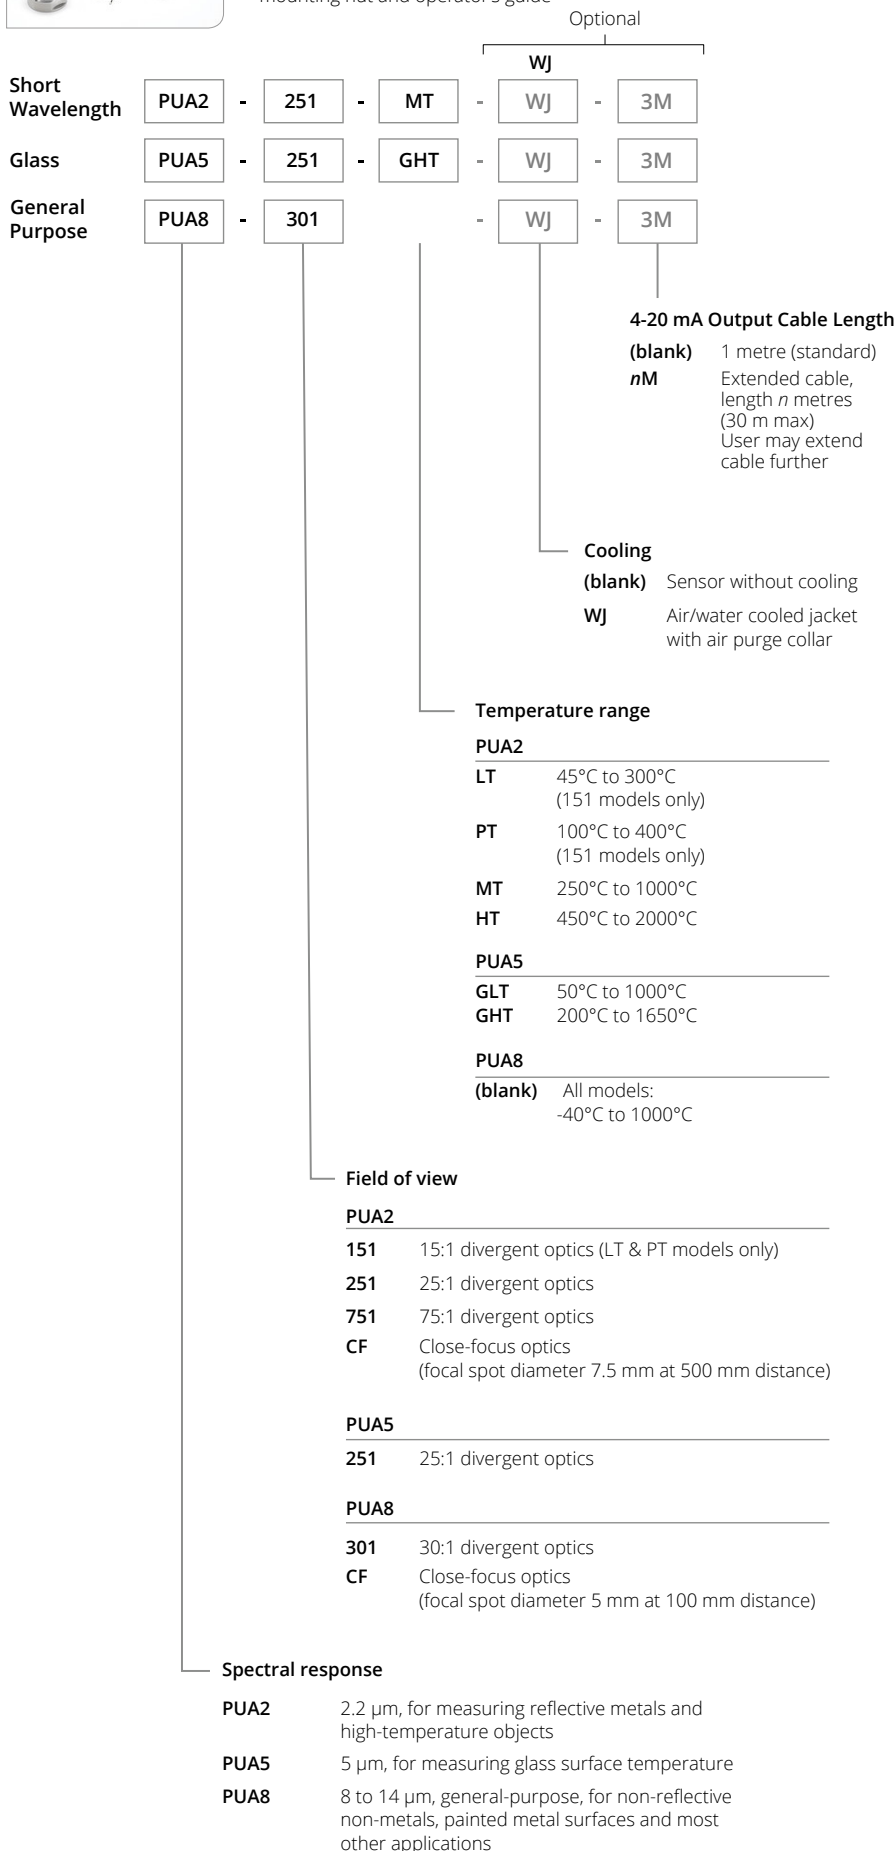 mounting nut and operator's guide
Optional
WJ
Short
Wavelength
PUA2 - 251 - MT - WJ - 3M
Glass
PUA5 - 251 - GHT - WJ - 3M
General
Purpose
PUA8 - 301 - WJ - 3M
4-20 mA Output Cable Length
(blank) 1 metre (standard)
nM Extended cable,
length n metres
(30 m max)
User may extend
cable further
Cooling
(blank) Sensor without cooling
WJ Air/water cooled jacket
with air purge collar
Temperature range
PUA2
LT 45°C to 300°C
(151 models only)
PT 100°C to 400°C
(151 models only)
MT 250°C to 1000°C
HT 450°C to 2000°C
PUA5
GLT 50°C to 1000°C
GHT 200°C to 1650°C
PUA8
(blank) All models:
-40°C to 1000°C
Field of view
PUA2
151 15:1 divergent optics (LT & PT models only)
251 25:1 divergent optics
751 75:1 divergent optics
CF Close-focus optics
(focal spot diameter 7.5 mm at 500 mm distance)
PUA5
251 25:1 divergent optics
PUA8
301 30:1 divergent optics
CF Close-focus optics
(focal spot diameter 5 mm at 100 mm distance)
Spectral response
PUA2 2.2 µm, for measuring reflective metals and
high-temperature objects
PUA5 5 µm, for measuring glass surface temperature
PUA8 8 to 14 µm, general-purpose, for non-reflective
non-metals, painted metal surfaces and most
other applications